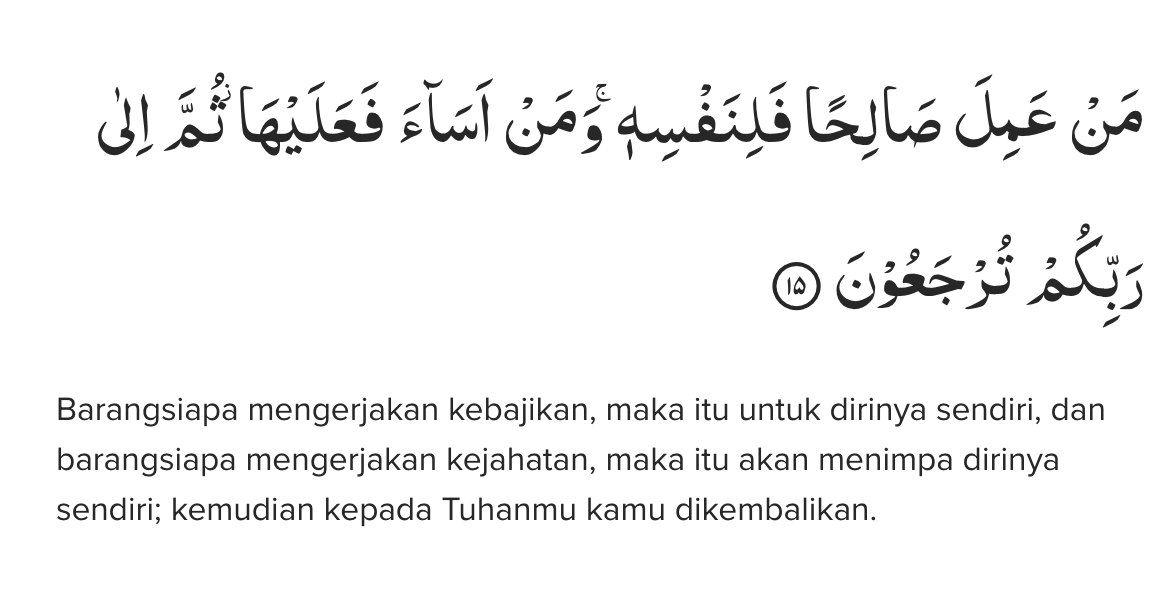 مَنْ عَمِلَ صَالِحًا فَلِنَفْسِهٖ ۚوَمَنْ اَسَاۤءَ فَعَلَيْهَا ۖثُمَّ اِلٰى
رَبِّكُمْ تُرْجَعُوْنَ ۝١٥
Barangsiapa mengerjakan kebajikan, maka itu untuk dirinya sendiri, dan
barangsiapa mengerjakan kejahatan, maka itu akan menimpa dirinya
sendiri; kemudian kepada Tuhanmu kamu dikembalikan.